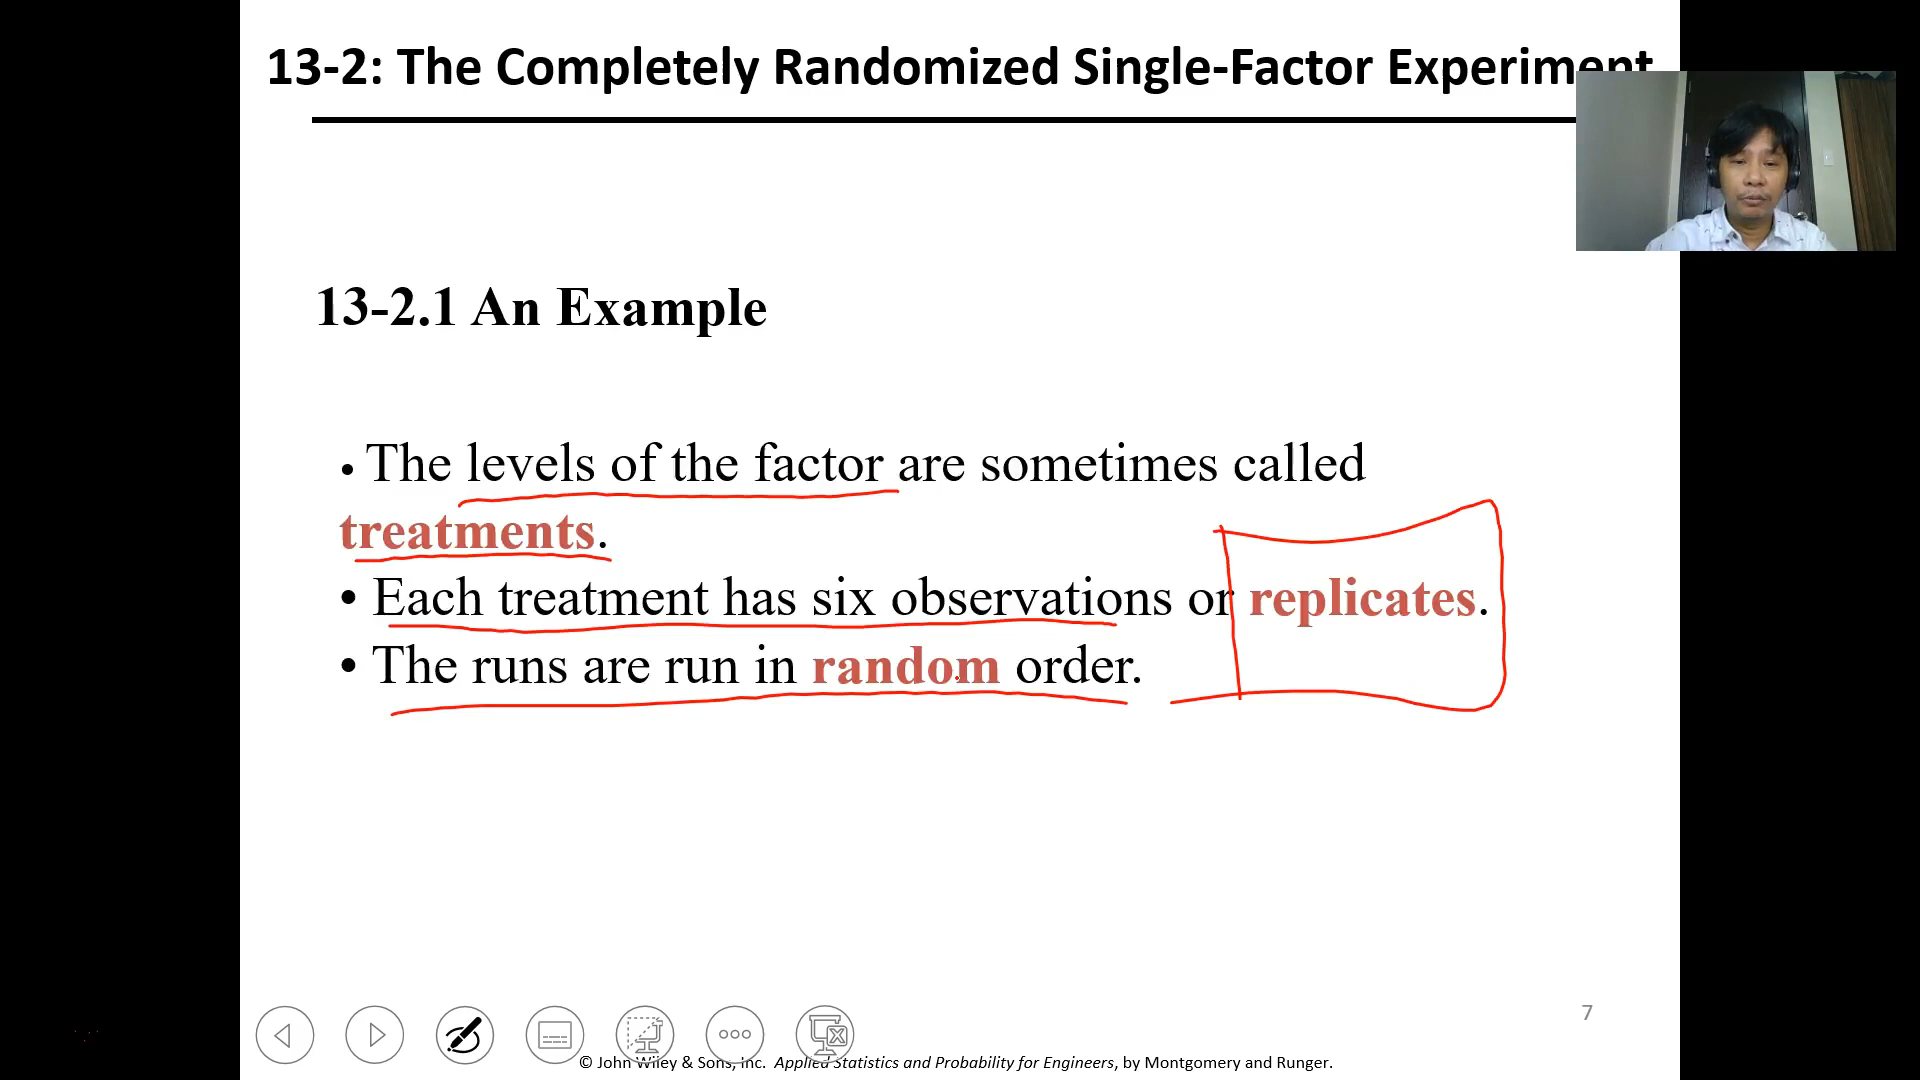 13-2: The Completely Randomized Single-Factor Experiment
13-2.1 An Example
• The levels of the factor are sometimes called
treatments.
• Each treatment has six observations or replicates.
• The runs are run in random order.
7
© John Wiley & Sons, Inc. Applied Statistics and Probability for Engineers, by Montgomery and Runger.